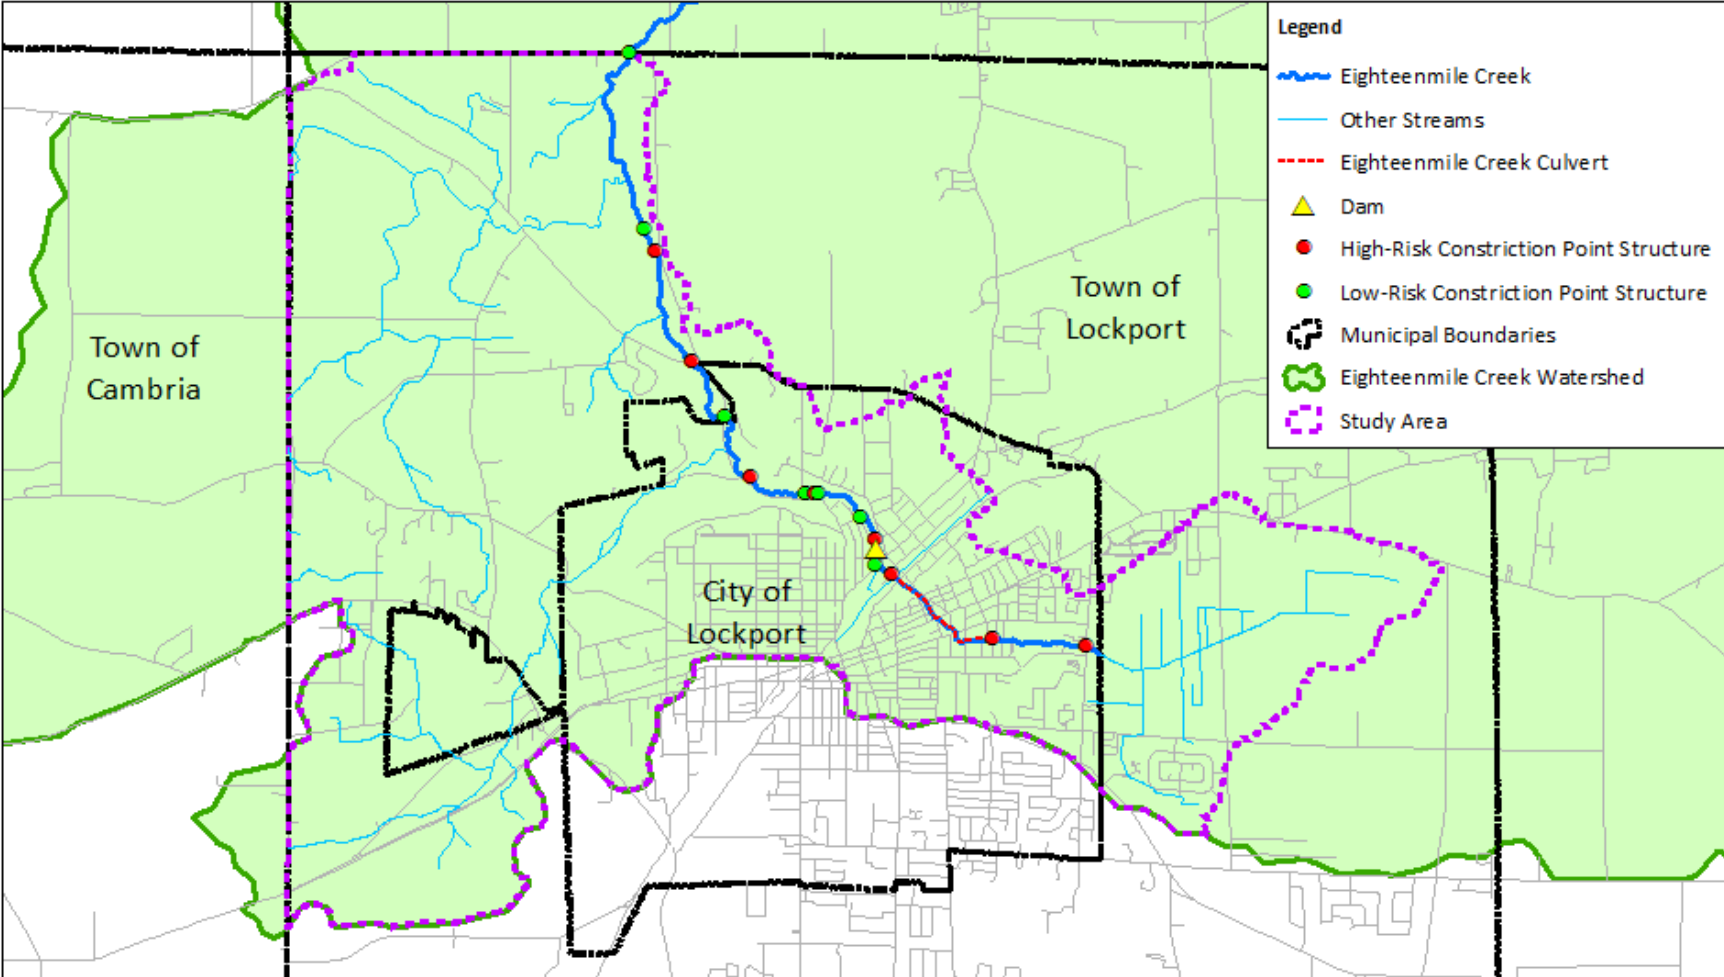 Legend
Eighteenmile Creek
Other Streams
Eighteenmile Creek Culvert
Dam
High-Risk Constriction Point Structure
Low-Risk Constriction Point Structure
Municipal Boundaries
Eighteenmile Creek Watershed
Study Area
Town of
Lockport
Town of
Cambria
City of
Lockport